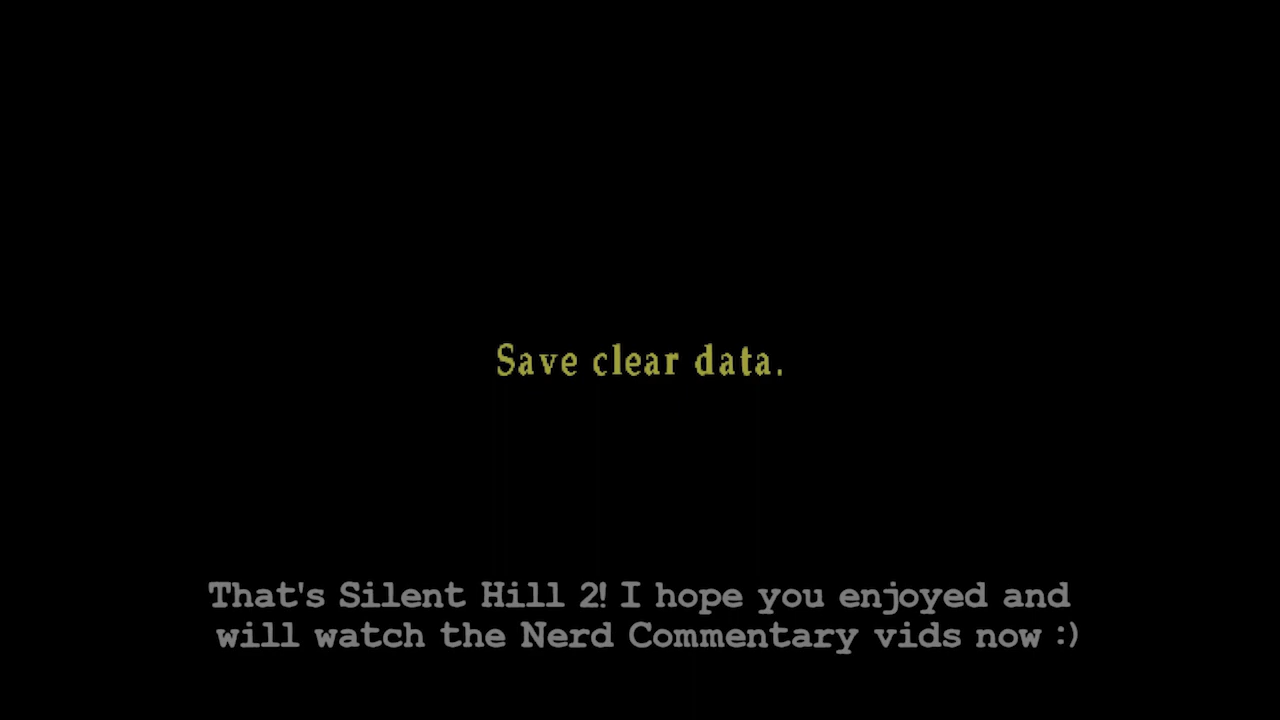 Save clear data.
That's Silent Hill 2! I hope you enjoyed and
will watch the Nerd Commentary vids now :)